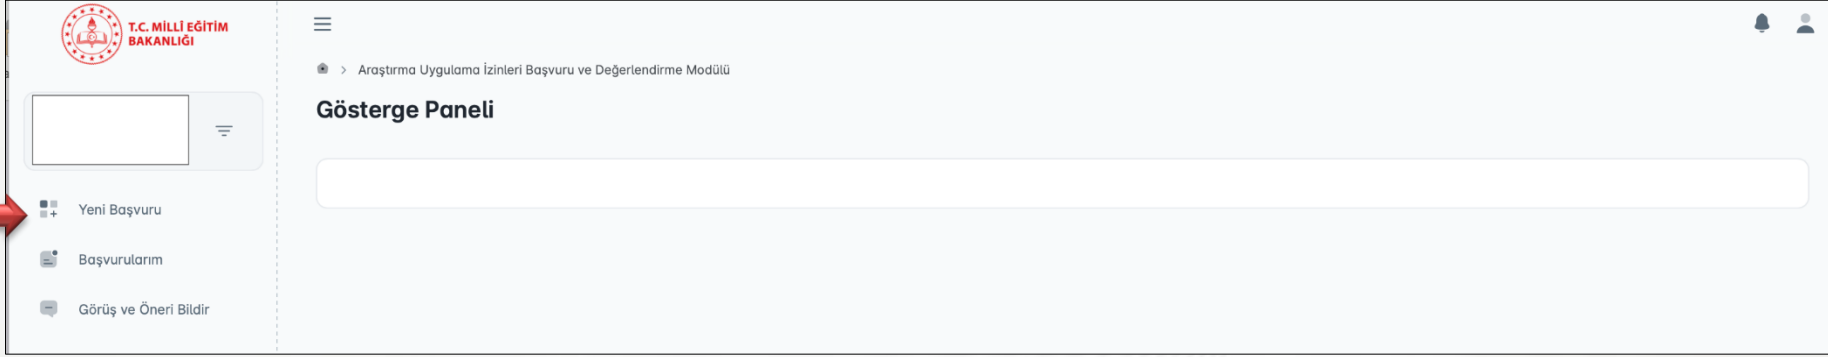 T.C. MİLLÎ EĞİTİM
BAKANLIĞI
Araştırma Uygulama İzinleri Başvuru ve Değerlendirme Modülü
Gösterge Paneli
Yeni Başvuru
Başvurularım
Görüş ve Öneri Bildir